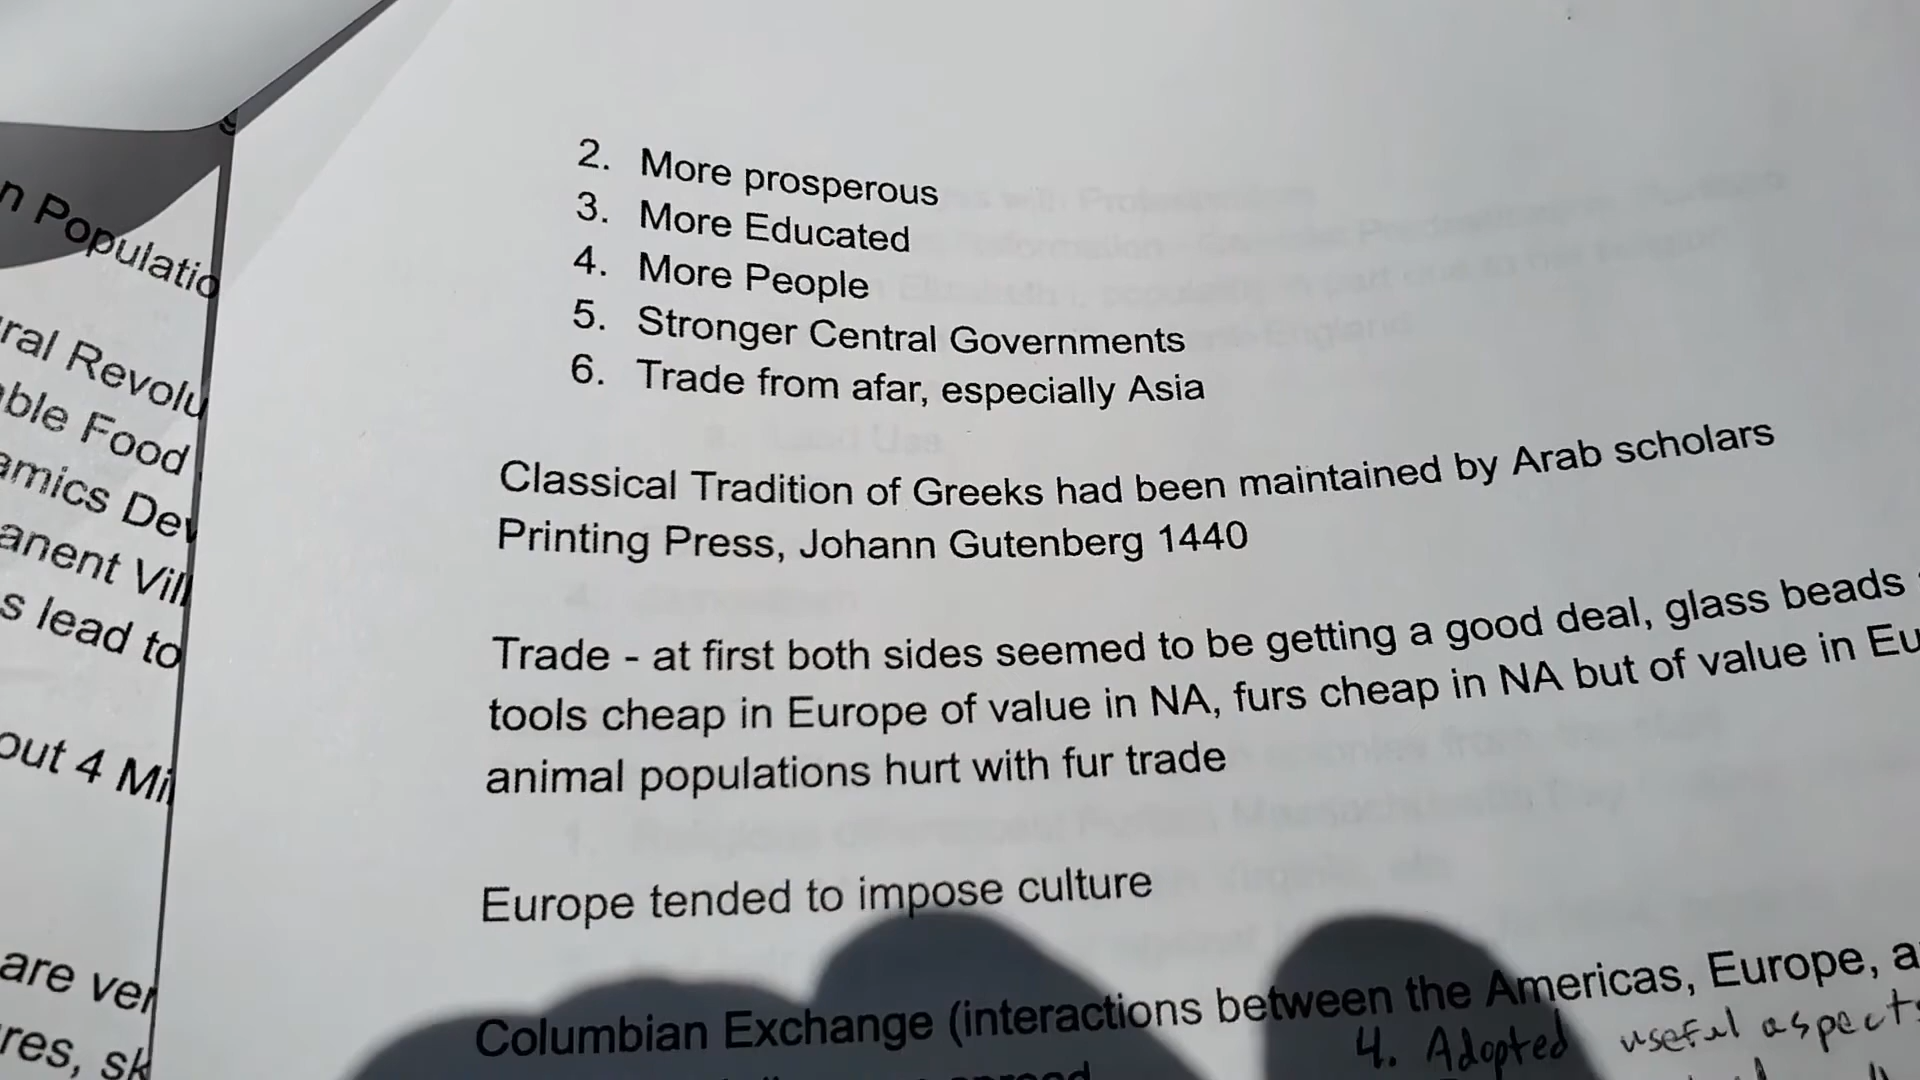 n Populatio
ral Revolu
ble Food
amics Dev
anent Vill
s lead to
out 4 Mil
are ver
res, sk
2. More prosperous
3. More Educated
4. More People
5. Stronger Central Governments
6. Trade from afar, especially Asia
Classical Tradition of Greeks had been maintained by Arab scholars
Printing Press, Johann Gutenberg 1440
Trade - at first both sides seemed to be getting a good deal, glass beads
tools cheap in Europe of value in NA, furs cheap in NA but of value in Eu
animal populations hurt with fur trade
Europe tended to impose culture
Columbian Exchange (interactions between the Americas, Europe, a
4. Adopted useful aspects